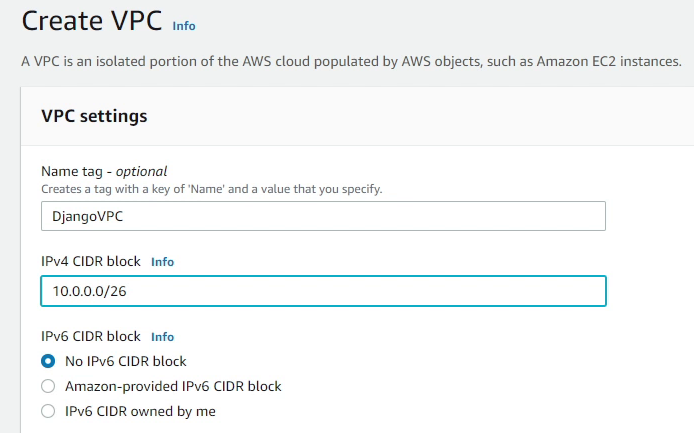 Create VPC Info
A VPC is an isolated portion of the AWS cloud populated by AWS objects, such as Amazon EC2 instances.
VPC settings
Name tag - optional
Creates a tag with a key of 'Name' and a value that you specify.
DjangoVPC
IPv4 CIDR block Info
10.0.0.0/26
IPv6 CIDR block Info
No IPv6 CIDR block
Amazon-provided IPv6 CIDR block
IPv6 CIDR owned by me